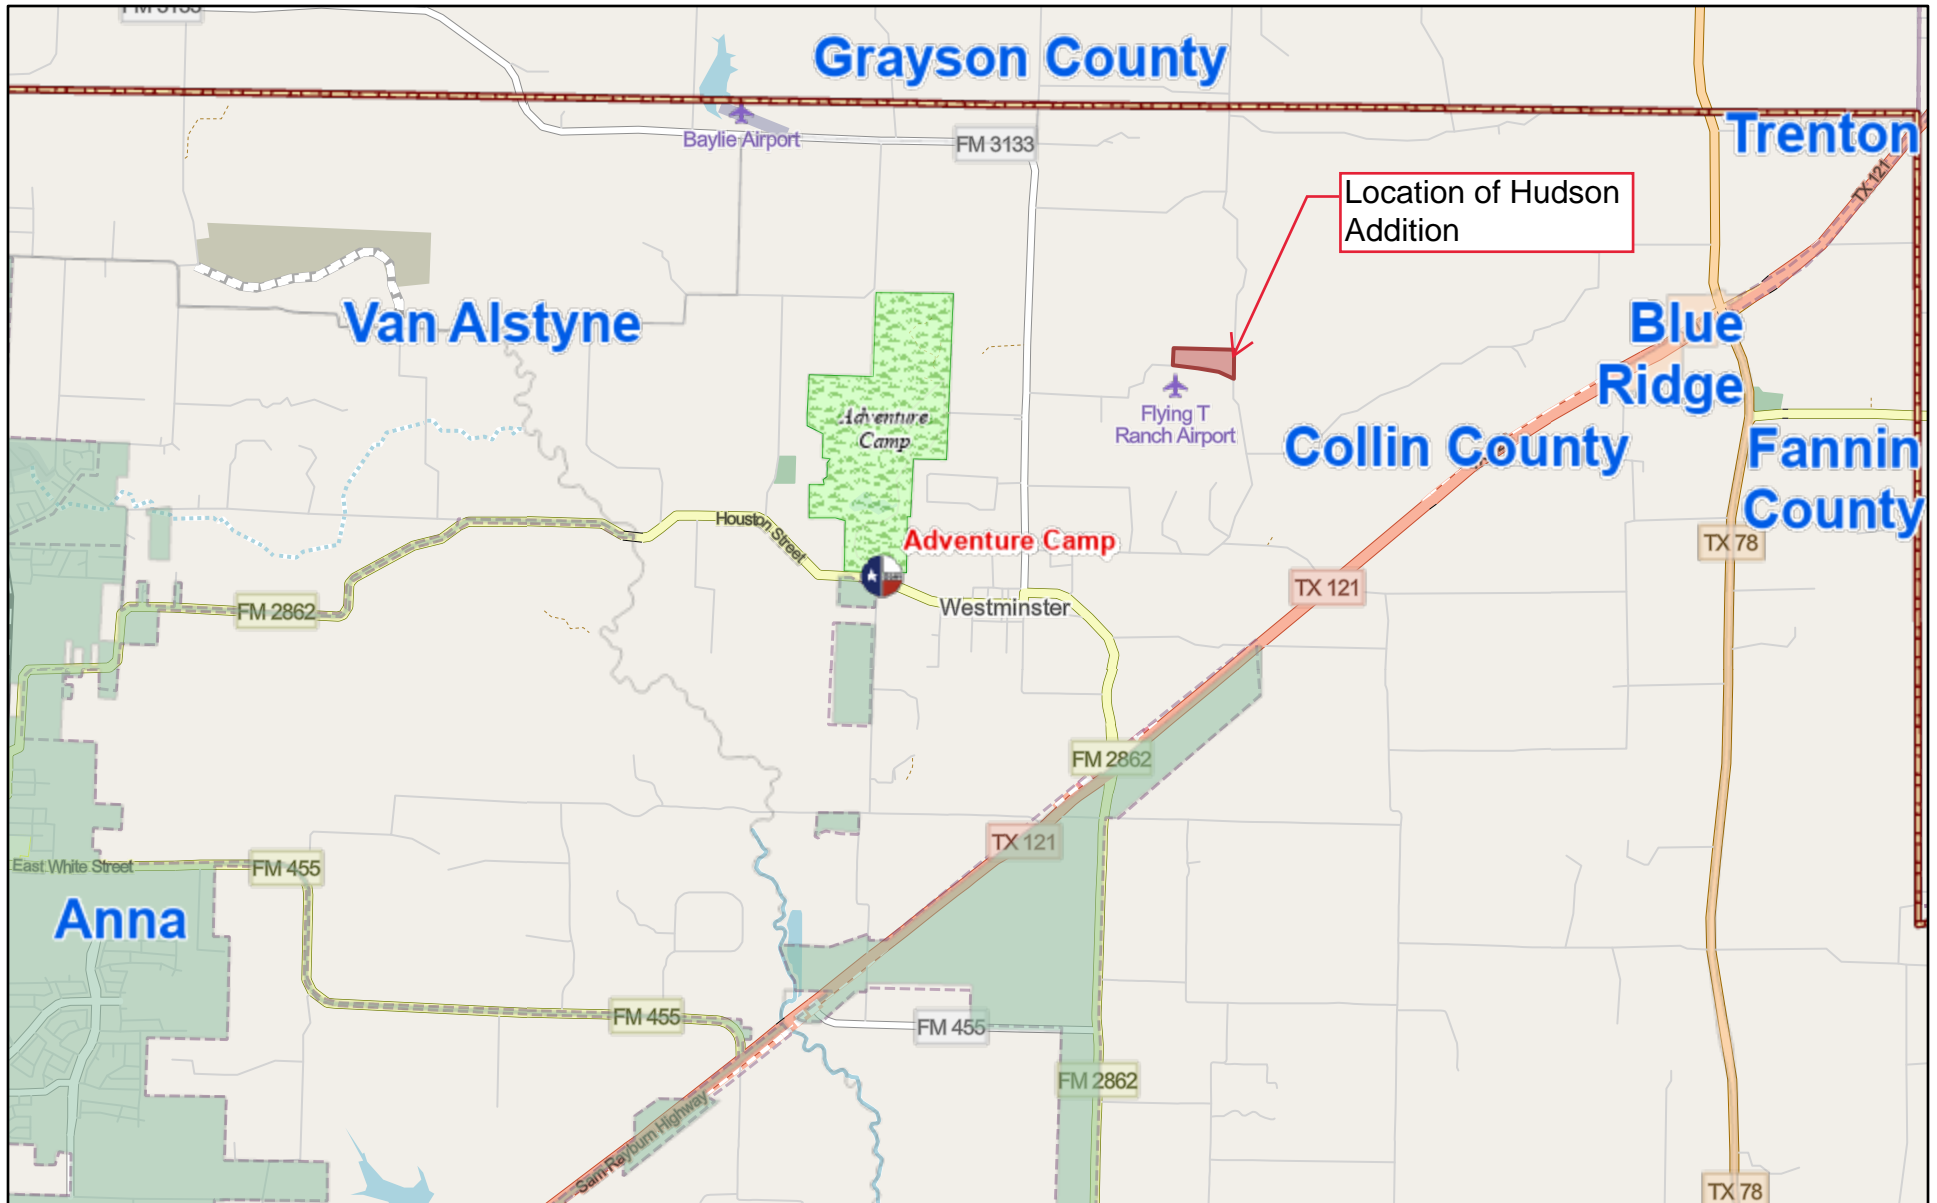 FM 3133
Grayson County
Baylie Airport
FM 3133
Trenton
TX 121
Location of Hudson
Addition
Van Alstyne
Blue
Ridge
Adventure
Camp
Flying T
Ranch Airport
Collin County
Fannin
County
Houston Street
Adventure Camp
TX 78
TX 121
FM 2862
Westminster
FM 2862
TX 121
East White Street
FM 455
Anna
FM 455
FM 455
FM 2862
Sam Rayburn Highway
TX 78